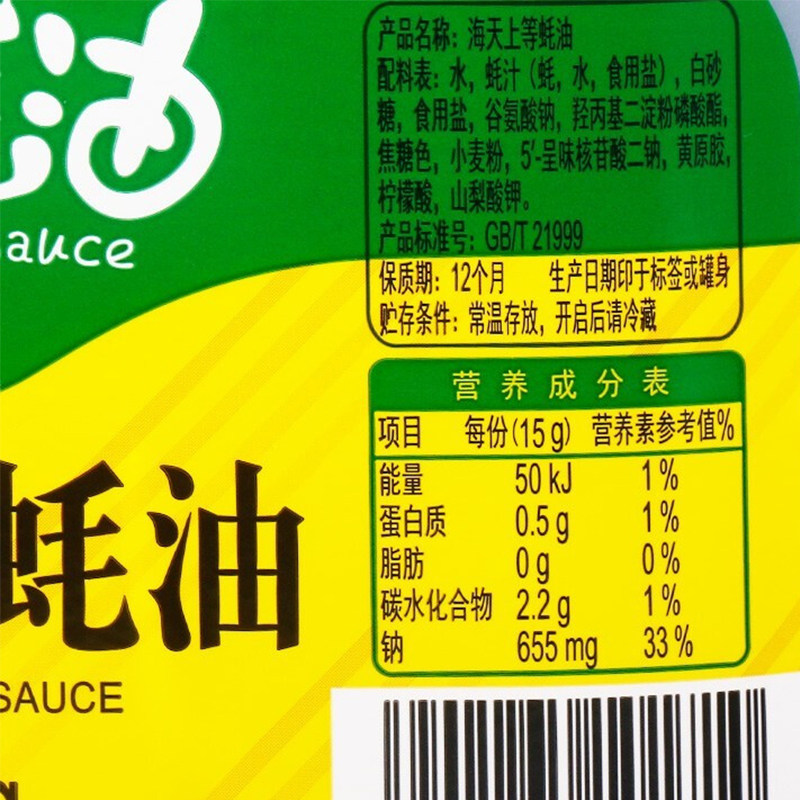 油
auce
产品名称：海天上等蚝油
配料表：水，蚝汁（蚝，水，食用盐），白砂
糖，食用盐，谷氨酸钠，羟丙基二淀粉磷酸酯，
焦糖色，小麦粉，5′-呈味核苷酸二钠，黄原胶，
柠檬酸，山梨酸钾。
产品标准号：GB/T 21999
保质期：12个月 生产日期印于标签或罐身
贮存条件：常温存放，开启后请冷藏
营养成分表
项目 每份(15 g) 营养素参考值%
能量 50 kJ 1%
蛋白质 0.5 g 1%
脂肪 0 g 0%
碳水化合物 2.2 g 1%
钠 655 mg 33%
蚝油
SAUCE